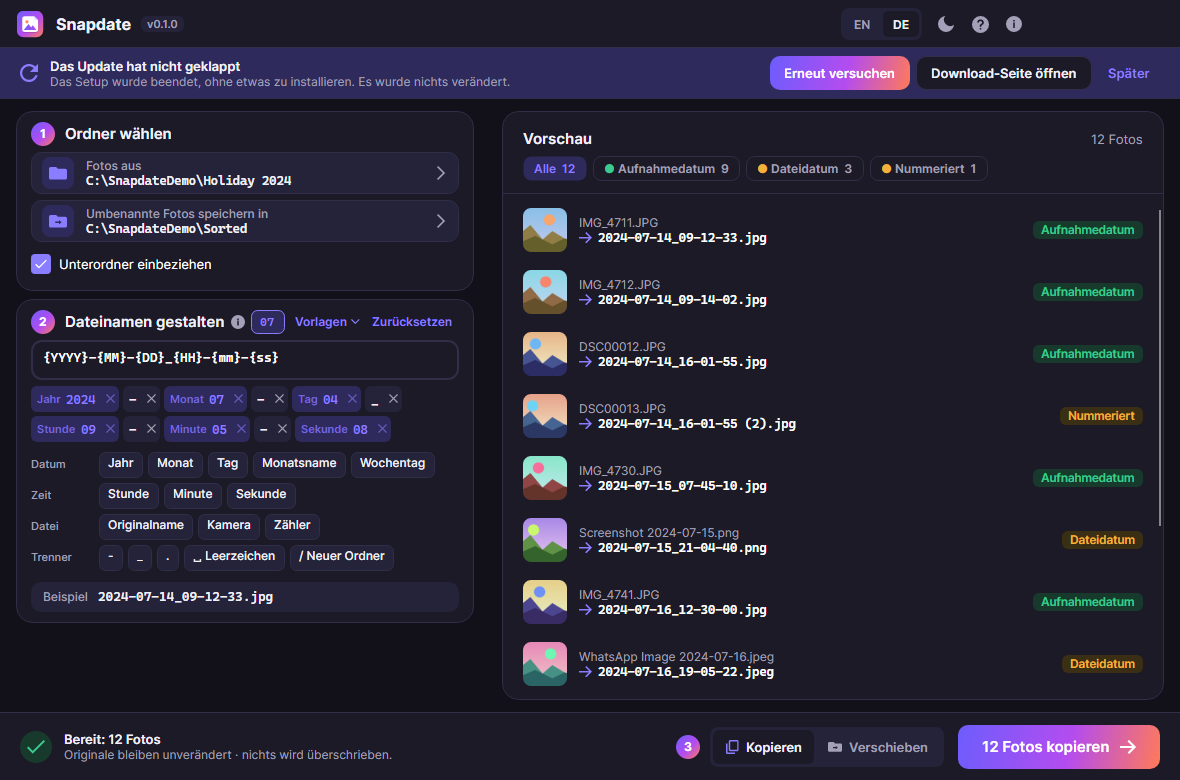 Snapdate v0.1.0 EN DE
Das Update hat nicht geklappt
Das Setup wurde beendet, ohne etwas zu installieren. Es wurde nichts verändert.
Erneut versuchen Download-Seite öffnen Später
1 Ordner wählen
Fotos aus
C:\SnapdateDemo\Holiday 2024
Umbenannte Fotos speichern in
C:\SnapdateDemo\Sorted
Unterordner einbeziehen
2 Dateinamen gestalten 07 Vorlagen Zurücksetzen
{YYYY}-{MM}-{DD}_{HH}-{mm}-{ss}
Jahr 2024 × - × Monat 07 × - × Tag 04 × _ ×
Stunde 09 × - × Minute 05 × - × Sekunde 08 ×
Datum Jahr Monat Tag Monatsname Wochentag
Zeit Stunde Minute Sekunde
Datei Originalname Kamera Zähler
Trenner - _ . ␣ Leerzeichen / Neuer Ordner
Beispiel 2024-07-14_09-12-33.jpg
Vorschau 12 Fotos
Alle 12 Aufnahmedatum 9 Dateidatum 3 Nummeriert 1
IMG_4711.JPG
→ 2024-07-14_09-12-33.jpg Aufnahmedatum
IMG_4712.JPG
→ 2024-07-14_09-14-02.jpg Aufnahmedatum
DSC00012.JPG
→ 2024-07-14_16-01-55.jpg Aufnahmedatum
DSC00013.JPG
→ 2024-07-14_16-01-55 (2).jpg Nummeriert
IMG_4730.JPG
→ 2024-07-15_07-45-10.jpg Aufnahmedatum
Screenshot 2024-07-15.png
→ 2024-07-15_21-04-40.png Dateidatum
IMG_4741.JPG
→ 2024-07-16_12-30-00.jpg Aufnahmedatum
WhatsApp Image 2024-07-16.jpeg
→ 2024-07-16_19-05-22.jpeg Dateidatum
Bereit: 12 Fotos
Originale bleiben unverändert · nichts wird überschrieben.
3 Kopieren Verschieben 12 Fotos kopieren →